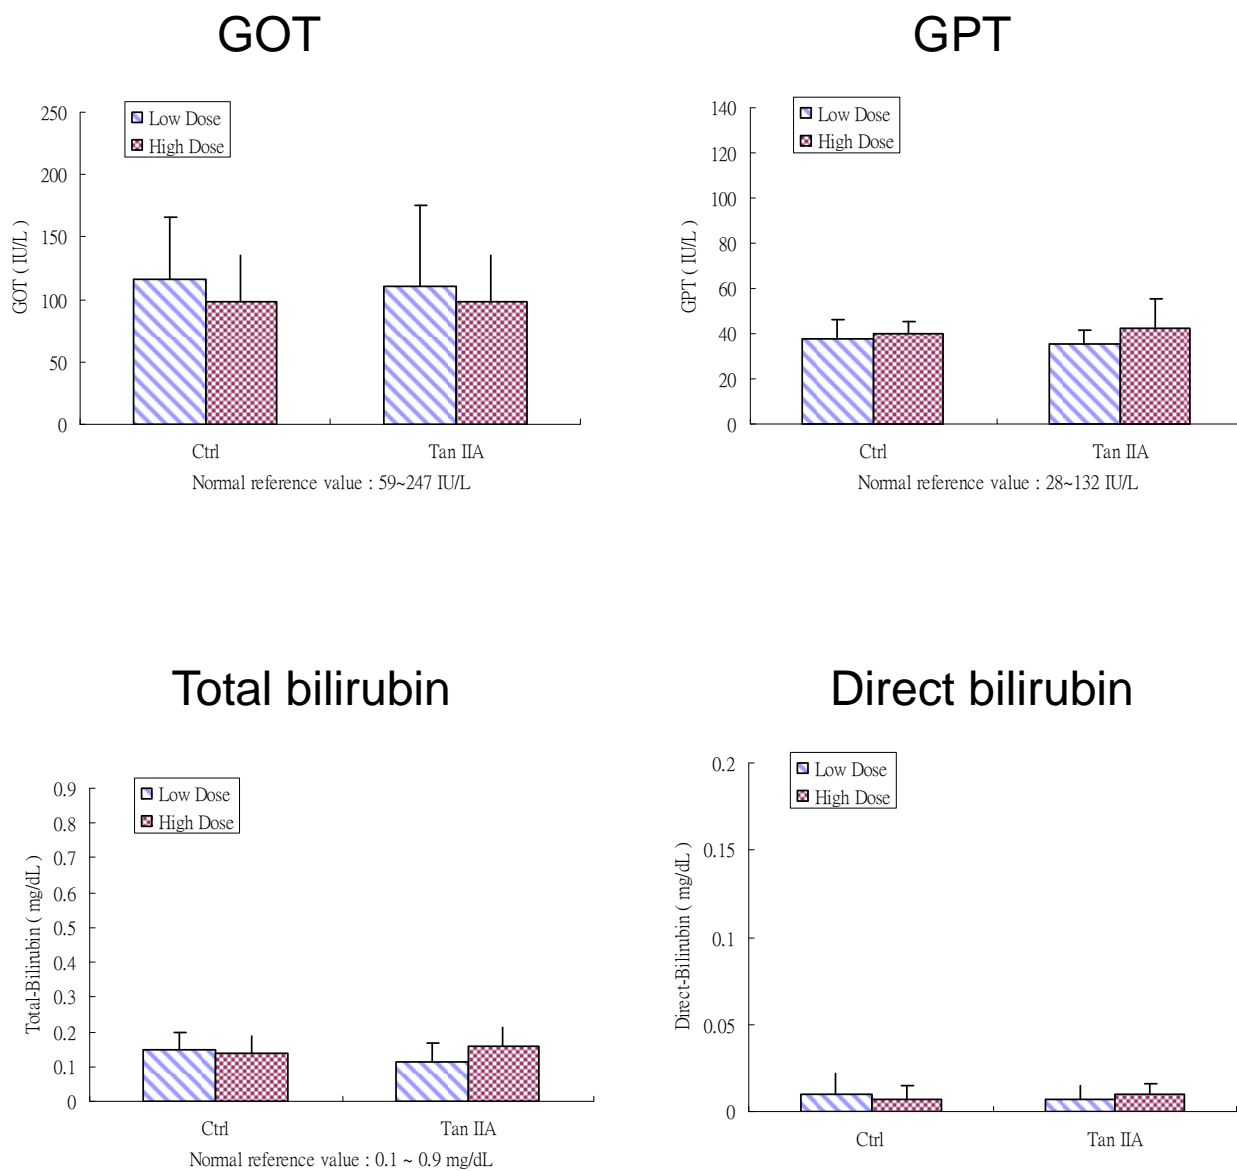 GOT
250
200
150
100
50
0
GOT ( IU/L )
Low Dose
High Dose
Ctrl Tan IIA
Normal reference value : 59~247 IU/L
GPT
140
120
100
80
60
40
20
0
GPT ( IU/L )
Low Dose
High Dose
Ctrl Tan IIA
Normal reference value : 28~132 IU/L
Total bilirubin
0.9
0.8
0.7
0.6
0.5
0.4
0.3
0.2
0.1
0
Total-Bilirubin ( mg/dL )
Low Dose
High Dose
Ctrl Tan IIA
Normal reference value : 0.1 ~ 0.9 mg/dL
Direct bilirubin
0.2
0.15
0.1
0.05
0
Direct-Bilirubin ( mg/dL )
Low Dose
High Dose
Ctrl Tan IIA